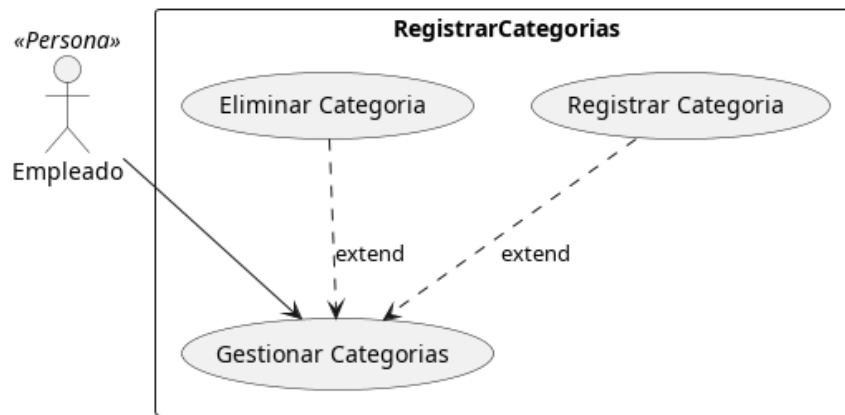 RegistrarCategorias
«Persona»
Eliminar Categoria
Registrar Categoria
Empleado
extend
extend
Gestionar Categorias